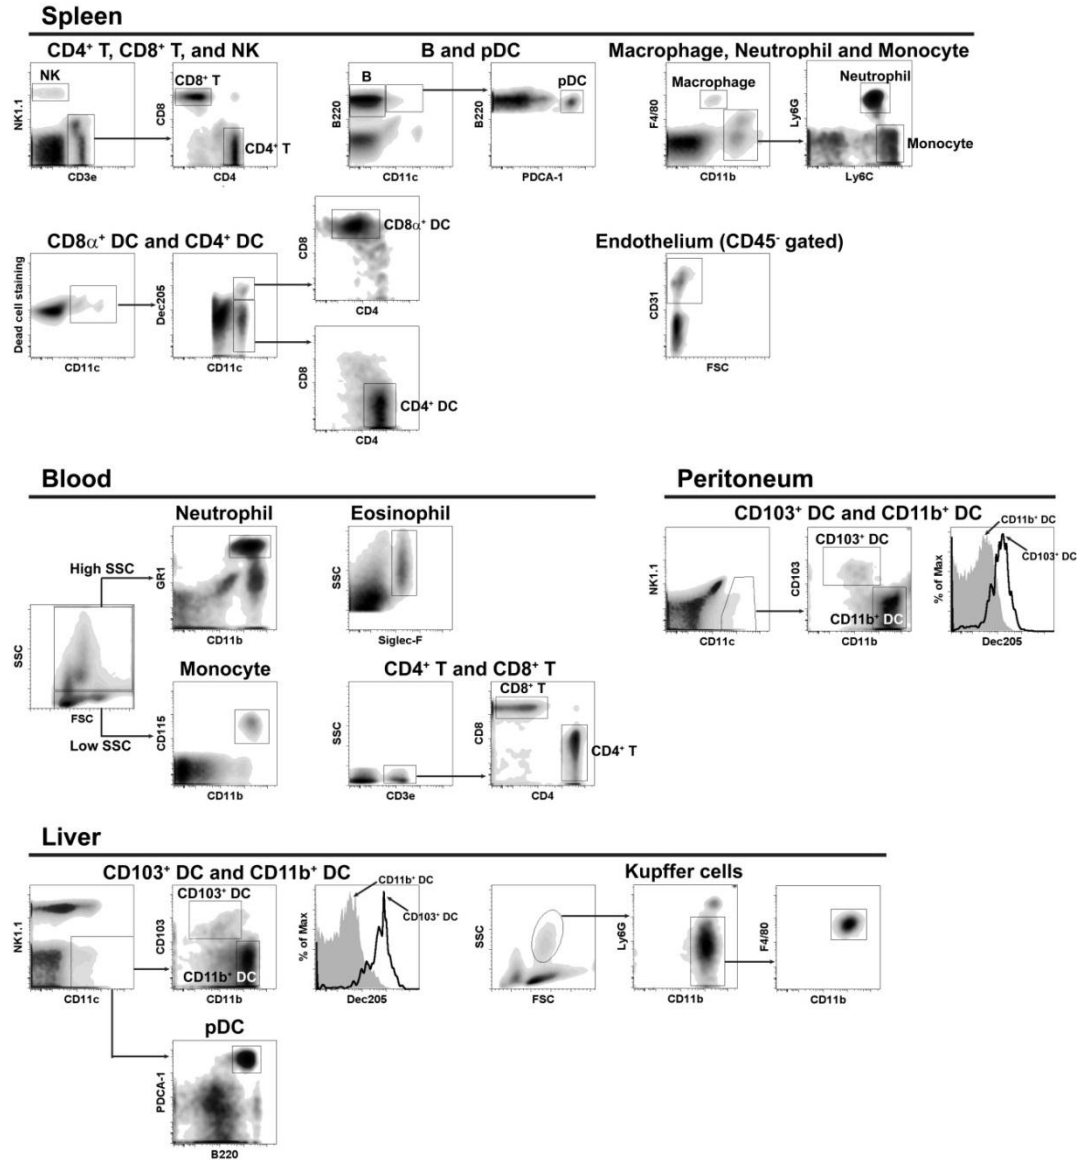 Spleen
CD4⁺ T, CD8⁺ T, and NK
NK
NK1.1
CD3e
CD8⁺ T
CD8
CD4⁺ T
CD4
B and pDC
B
B220
CD11c
pDC
B220
PDCA-1
Macrophage, Neutrophil and Monocyte
Macrophage
F4/80
CD11b
Neutrophil
Ly6G
Monocyte
Ly6C
CD8α⁺ DC and CD4⁺ DC
Dead cell staining
CD11c
Dec205
CD11c
CD8
CD8α⁺ DC
CD4
CD8
CD4⁺ DC
CD4
Endothelium (CD45⁻ gated)
CD31
FSC
Blood
SSC
FSC
High SSC
Low SSC
Neutrophil
GR1
CD11b
Eosinophil
SSC
Siglec-F
Monocyte
CD115
CD11b
CD4⁺ T and CD8⁺ T
SSC
CD3e
CD8⁺ T
CD8
CD4⁺ T
CD4
Peritoneum
CD103⁺ DC and CD11b⁺ DC
NK1.1
CD11c
CD103⁺ DC
CD103
CD11b⁺ DC
CD11b
CD11b⁺ DC
CD103⁺ DC
% of Max
Dec205
Liver
CD103⁺ DC and CD11b⁺ DC
NK1.1
CD11c
CD103⁺ DC
CD103
CD11b⁺ DC
CD11b
CD11b⁺ DC
CD103⁺ DC
% of Max
Dec205
Kupffer cells
SSC
FSC
Ly6G
CD11b
F4/80
CD11b
pDC
PDCA-1
B220